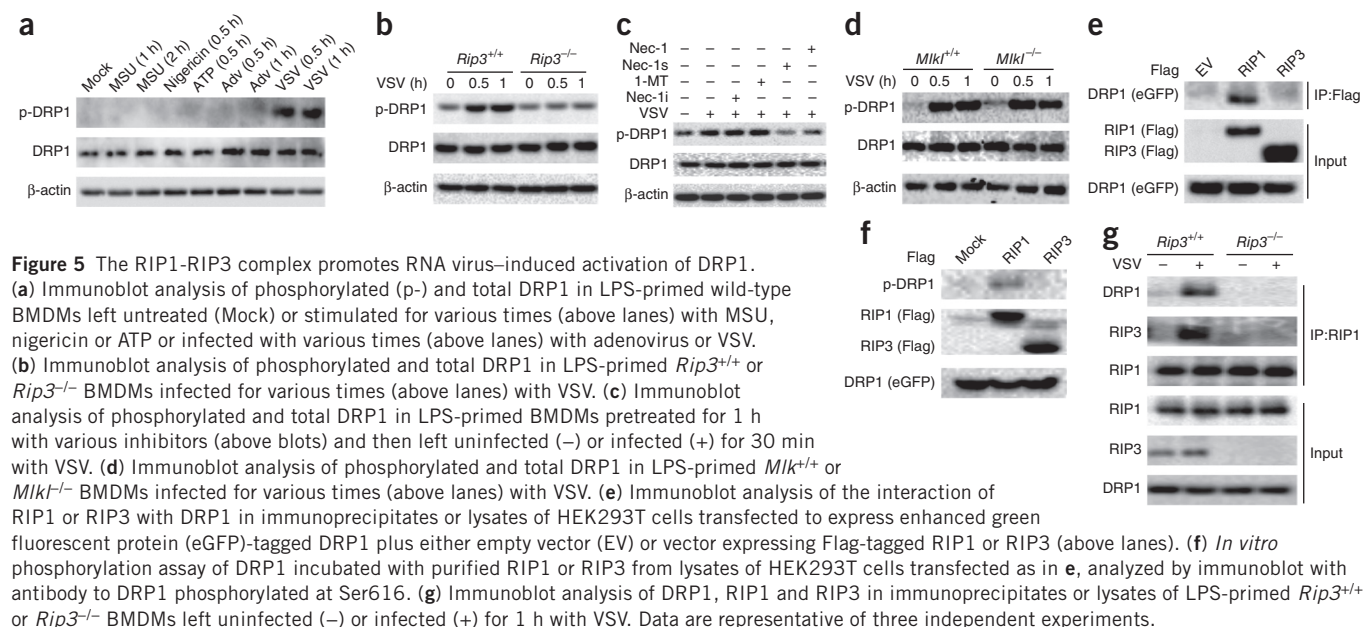 a
Mock
MSU (1 h)
MSU (2 h)
Nigericin (0.5 h)
ATP (0.5 h)
Adv (0.5 h)
Adv (1 h)
VSV (0.5 h)
VSV (1 h)
p-DRP1
DRP1
β-actin
b
Rip3+/+ Rip3–/–
VSV (h) 0 0.5 1 0 0.5 1
p-DRP1
DRP1
β-actin
c
Nec-1 – – – – – +
Nec-1s – – – – + –
1-MT – – – + – –
Nec-1i – – + – – –
VSV – + + + + +
p-DRP1
DRP1
β-actin
d
Mlkl+/+ Mlkl–/–
VSV (h) 0 0.5 1 0 0.5 1
p-DRP1
DRP1
β-actin
e
Flag EV RIP1 RIP3
DRP1 (eGFP) IP:Flag
RIP1 (Flag)
RIP3 (Flag)
Input
DRP1 (eGFP)
f
Flag Mock RIP1 RIP3
p-DRP1
RIP1 (Flag)
RIP3 (Flag)
DRP1 (eGFP)
g
Rip3+/+ Rip3–/–
VSV – + – +
DRP1
RIP3 IP:RIP1
RIP1
RIP1
RIP3 Input
DRP1
Figure 5 The RIP1-RIP3 complex promotes RNA virus–induced activation of DRP1.
(a) Immunoblot analysis of phosphorylated (p-) and total DRP1 in LPS-primed wild-type
BMDMs left untreated (Mock) or stimulated for various times (above lanes) with MSU,
nigericin or ATP or infected with various times (above lanes) with adenovirus or VSV.
(b) Immunoblot analysis of phosphorylated and total DRP1 in LPS-primed Rip3+/+ or
Rip3–/– BMDMs infected for various times (above lanes) with VSV. (c) Immunoblot
analysis of phosphorylated and total DRP1 in LPS-primed BMDMs pretreated for 1 h
with various inhibitors (above blots) and then left uninfected (–) or infected (+) for 30 min
with VSV. (d) Immunoblot analysis of phosphorylated and total DRP1 in LPS-primed Mlk+/+ or
Mlkl–/– BMDMs infected for various times (above lanes) with VSV. (e) Immunoblot analysis of the interaction of
RIP1 or RIP3 with DRP1 in immunoprecipitates or lysates of HEK293T cells transfected to express enhanced green
fluorescent protein (eGFP)-tagged DRP1 plus either empty vector (EV) or vector expressing Flag-tagged RIP1 or RIP3 (above lanes). (f) In vitro
phosphorylation assay of DRP1 incubated with purified RIP1 or RIP3 from lysates of HEK293T cells transfected as in e, analyzed by immunoblot with
antibody to DRP1 phosphorylated at Ser616. (g) Immunoblot analysis of DRP1, RIP1 and RIP3 in immunoprecipitates or lysates of LPS-primed Rip3+/+
or Rip3–/– BMDMs left uninfected (–) or infected (+) for 1 h with VSV. Data are representative of three independent experiments.